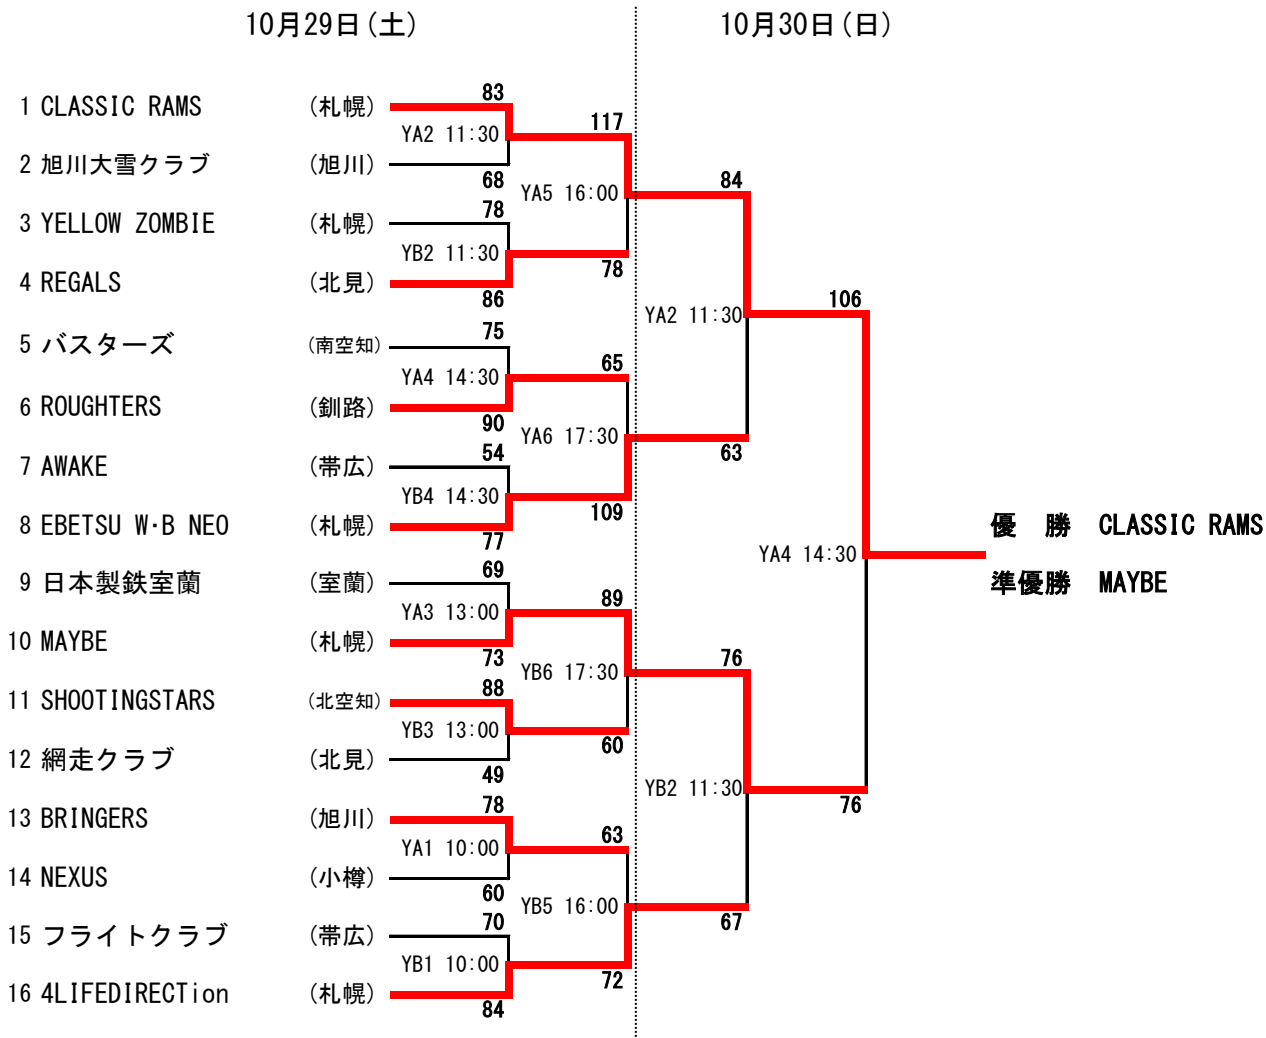 10月29日(土) 10月30日(日)
83
1 CLASSIC RAMS (札幌) 117
YA2 11:30
2 旭川大雪クラブ (旭川)
68 YA5 16:00 84
78
3 YELLOW ZOMBIE (札幌)
YB2 11:30
78
4 REGALS (北見)
86 YA2 11:30 106
75
5 バスターズ (南空知)
65
YA4 14:30
6 ROUGHTERS (釧路)
90 YA6 17:30
54 63
7 AWAKE (帯広)
YB4 14:30
109
8 EBETSU W・B NEO (札幌) 優 勝 CLASSIC RAMS
77 YA4 14:30
69
9 日本製鉄室蘭 (室蘭) 準優勝 MAYBE
89
YA3 13:00
10 MAYBE (札幌)
73 YB6 17:30 76
88
11 SHOOTINGSTARS (北空知)
YB3 13:00
60
12 網走クラブ (北見)
49 YB2 11:30
78 76
13 BRINGERS (旭川)
63
YA1 10:00
14 NEXUS (小樽)
60 YB5 16:00
70 67
15 フライトクラブ (帯広)
YB1 10:00
72
16 4LIFEDIRECTion (札幌)
84